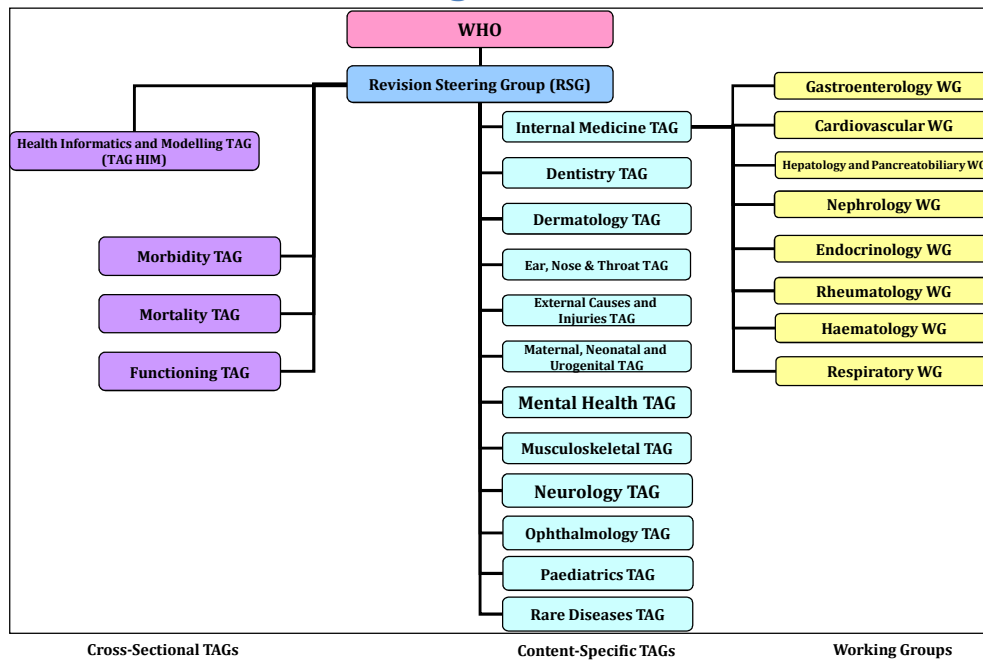 WHO
Revision Steering Group (RSG)
Health Informatics and Modelling TAG
(TAG HIM)
Morbidity TAG
Mortality TAG
Functioning TAG
Internal Medicine TAG
Dentistry TAG
Dermatology TAG
Ear, Nose & Throat TAG
External Causes and
Injuries TAG
Maternal, Neonatal and
Urogenital TAG
Mental Health TAG
Musculoskeletal TAG
Neurology TAG
Ophthalmology TAG
Paediatrics TAG
Rare Diseases TAG
Gastroenterology WG
Cardiovascular WG
Hepatology and Pancreatobiliary WG
Nephrology WG
Endocrinology WG
Rheumatology WG
Haematology WG
Respiratory WG
Cross-Sectional TAGs
Content-Specific TAGs
Working Groups